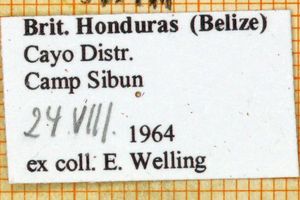 Brit. Honduras (Belize)
Cayo Distr.
Camp Sibun
24.VIII. 1964
ex coll. E. Welling